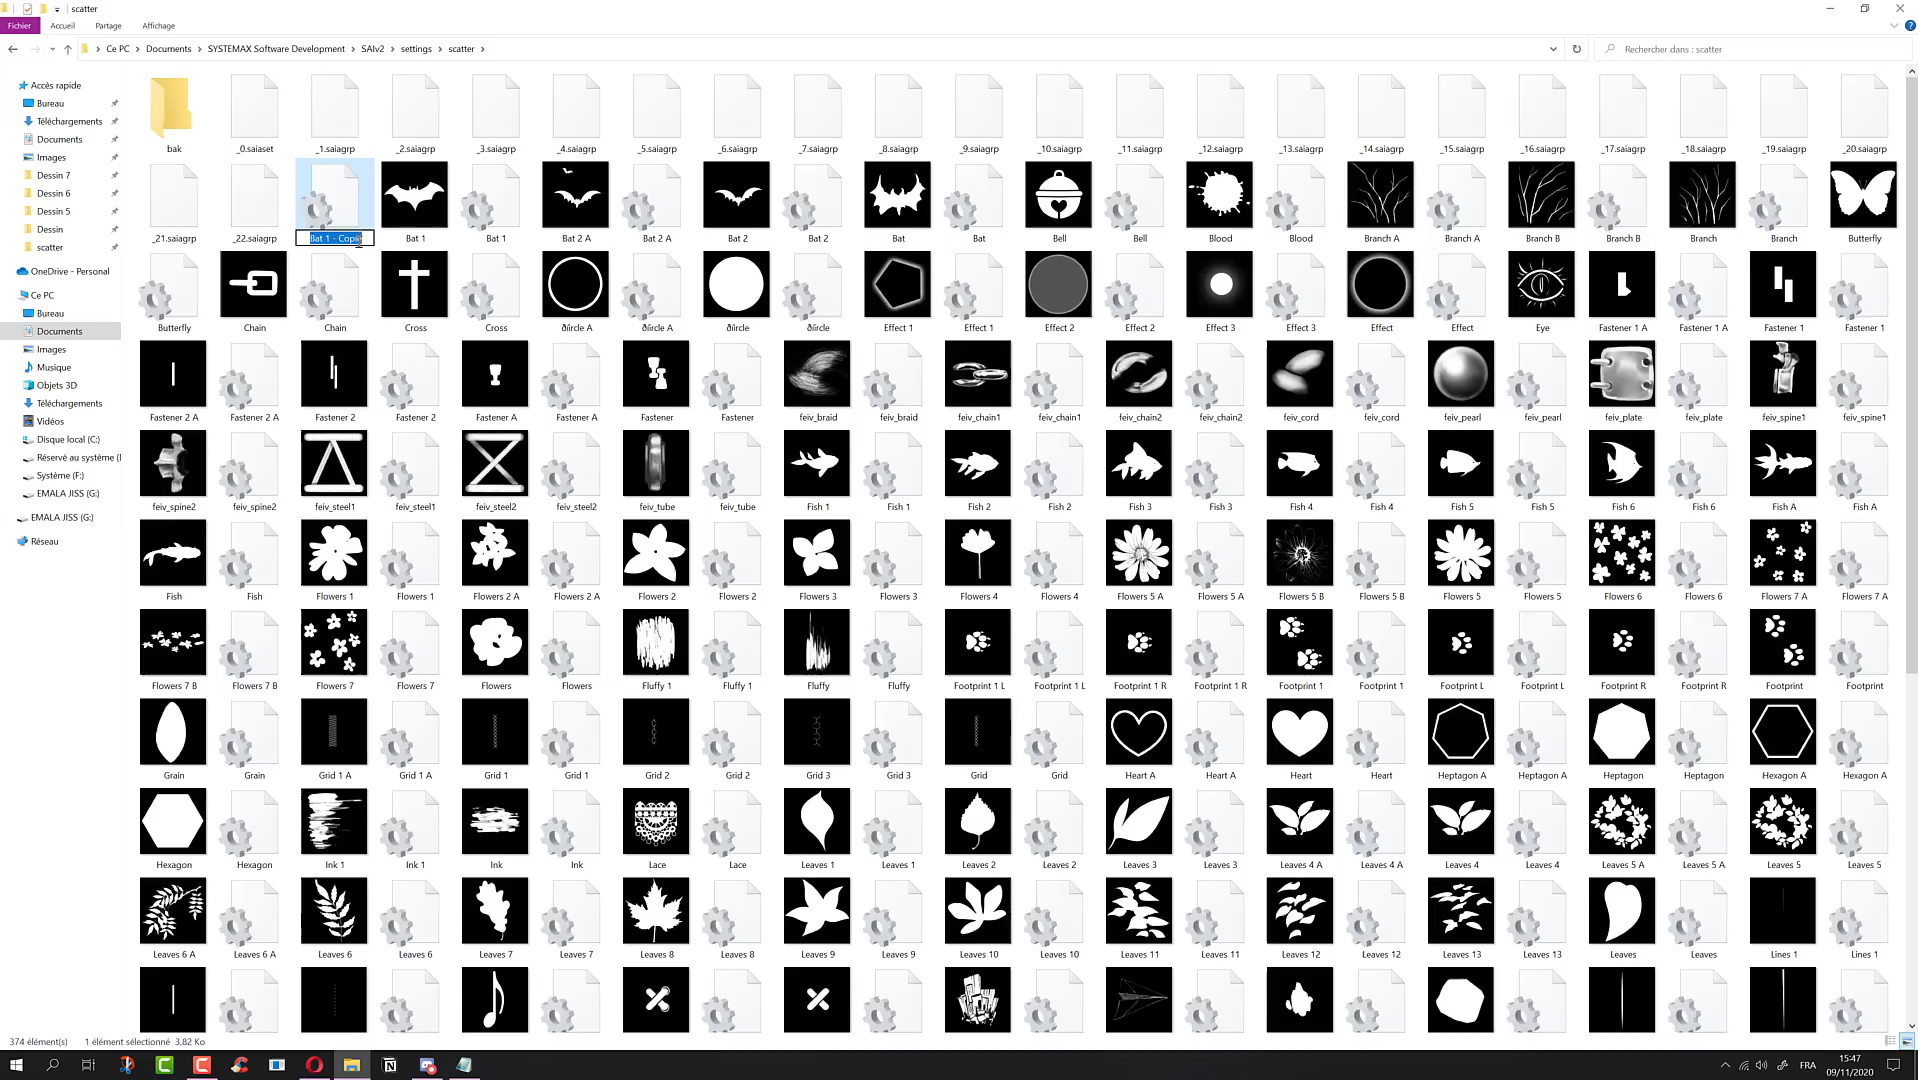 scatter
Fichier
Accueil
Partage
Affichage
Ce PC
Documents
SYSTEMAX Software Development
SAIv2
settings
scatter
Rechercher dans : scatter
Accès rapide
Bureau
Téléchargements
Documents
Images
Dessin 7
Dessin 6
Dessin 5
Dessin
scatter
OneDrive - Personal
Ce PC
Bureau
Documents
Images
Musique
Objets 3D
Téléchargements
Vidéos
Disque local (C:)
Réservé au système (
Système (F:)
EMALA JISS (G:)
EMALA JISS (G:)
Réseau
bak _0.saiaset _1.saiagrp _2.saiagrp _3.saiagrp _4.saiagrp _5.saiagrp _6.saiagrp _7.saiagrp _8.saiagrp _9.saiagrp _10.saiagrp _11.saiagrp _12.saiagrp _13.saiagrp _14.saiagrp _15.saiagrp _16.saiagrp _17.saiagrp _18.saiagrp _19.saiagrp _20.saiagrp
_21.saiagrp _22.saiagrp Bat 1 - Copie Bat 1 Bat 1 Bat 2 A Bat 2 A Bat 2 Bat 2 Bat Bat Bell Bell Blood Blood Branch A Branch A Branch B Branch B Branch Branch Butterfly
Butterfly Chain Chain Cross Cross ðírcle A ðírcle A ðírcle ðírcle Effect 1 Effect 1 Effect 2 Effect 2 Effect 3 Effect 3 Effect Effect Eye Fastener 1 A Fastener 1 A Fastener 1 Fastener 1
Fastener 2 A Fastener 2 A Fastener 2 Fastener 2 Fastener A Fastener A Fastener Fastener feiv_braid feiv_braid feiv_chain1 feiv_chain1 feiv_chain2 feiv_chain2 feiv_cord feiv_cord feiv_pearl feiv_pearl feiv_plate feiv_plate feiv_spine1 feiv_spine1
feiv_spine2 feiv_spine2 feiv_steel1 feiv_steel1 feiv_steel2 feiv_steel2 feiv_tube feiv_tube Fish 1 Fish 1 Fish 2 Fish 2 Fish 3 Fish 3 Fish 4 Fish 4 Fish 5 Fish 5 Fish 6 Fish 6 Fish A Fish A
Fish Fish Flowers 1 Flowers 1 Flowers 2 A Flowers 2 A Flowers 2 Flowers 2 Flowers 3 Flowers 3 Flowers 4 Flowers 4 Flowers 5 A Flowers 5 A Flowers 5 B Flowers 5 B Flowers 5 Flowers 5 Flowers 6 Flowers 6 Flowers 7 A Flowers 7 A
Flowers 7 B Flowers 7 B Flowers 7 Flowers 7 Flowers Flowers Fluffy 1 Fluffy 1 Fluffy Fluffy Footprint 1 L Footprint 1 L Footprint 1 R Footprint 1 R Footprint 1 Footprint 1 Footprint L Footprint L Footprint R Footprint R Footprint Footprint
Grain Grain Grid 1 A Grid 1 A Grid 1 Grid 1 Grid 2 Grid 2 Grid 3 Grid 3 Grid Grid Heart A Heart A Heart Heart Heptagon A Heptagon A Heptagon Heptagon Hexagon A Hexagon A
Hexagon Hexagon Ink 1 Ink 1 Ink Ink Lace Lace Leaves 1 Leaves 1 Leaves 2 Leaves 2 Leaves 3 Leaves 3 Leaves 4 A Leaves 4 A Leaves 4 Leaves 4 Leaves 5 A Leaves 5 A Leaves 5 Leaves 5
Leaves 6 A Leaves 6 A Leaves 6 Leaves 6 Leaves 7 Leaves 7 Leaves 8 Leaves 8 Leaves 9 Leaves 9 Leaves 10 Leaves 10 Leaves 11 Leaves 11 Leaves 12 Leaves 12 Leaves 13 Leaves 13 Leaves Leaves Lines 1 Lines 1
374 élément(s) 1 élément sélectionné 3,82 Ko
FRA
15:47
09/11/2020